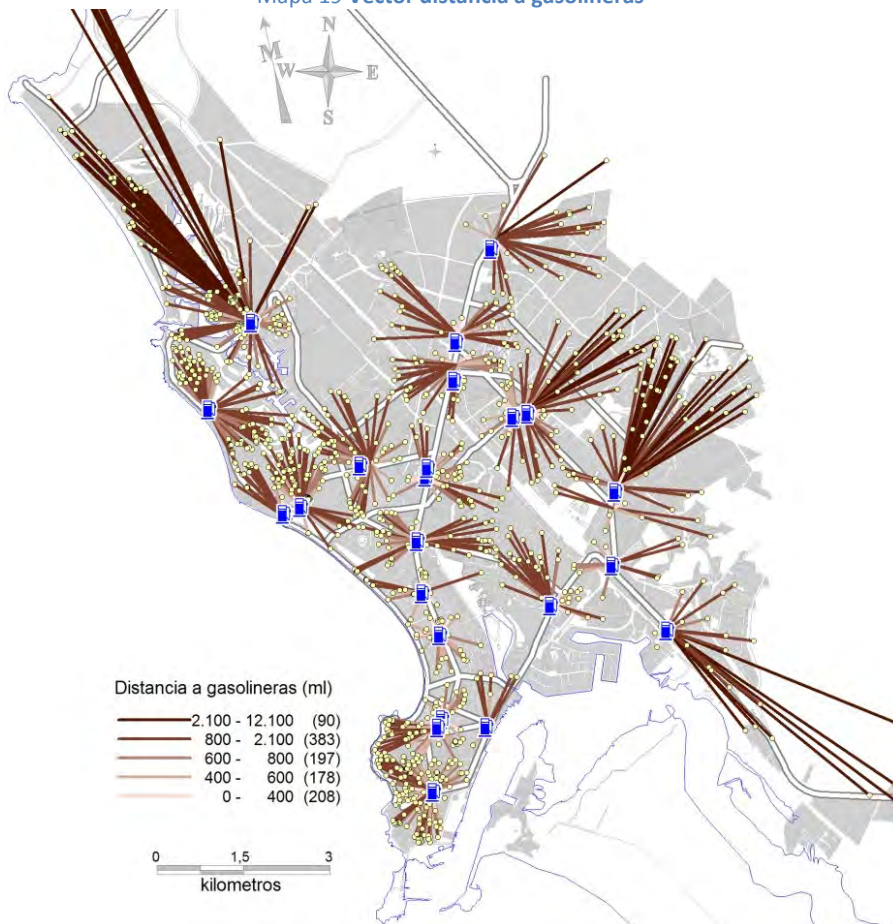 Mapa 19 Vector distancia a gasolineras
N
M
W
E
S
Distancia a gasolineras (ml)
2.100 - 12.100 (90)
800 - 2.100 (383)
600 - 800 (197)
400 - 600 (178)
0 - 400 (208)
0 1,5 3
kilometros